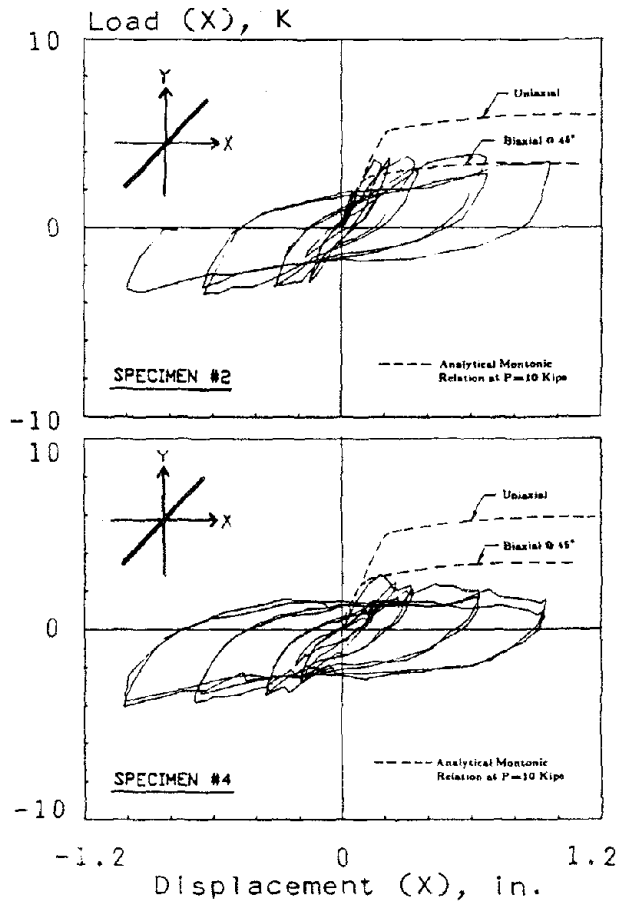 Load (X), K
10
Y
X
Uniaxial
Biaxial @ 45°
0
SPECIMEN #2
Analytical Montonic
Relation at P=10 Kips
-10
10
Y
X
Uniaxial
Biaxial @ 45°
0
SPECIMEN #4
Analytical Montonic
Relation at P=10 Kips
-10
-1.2 0 1.2
Displacement (X), in.